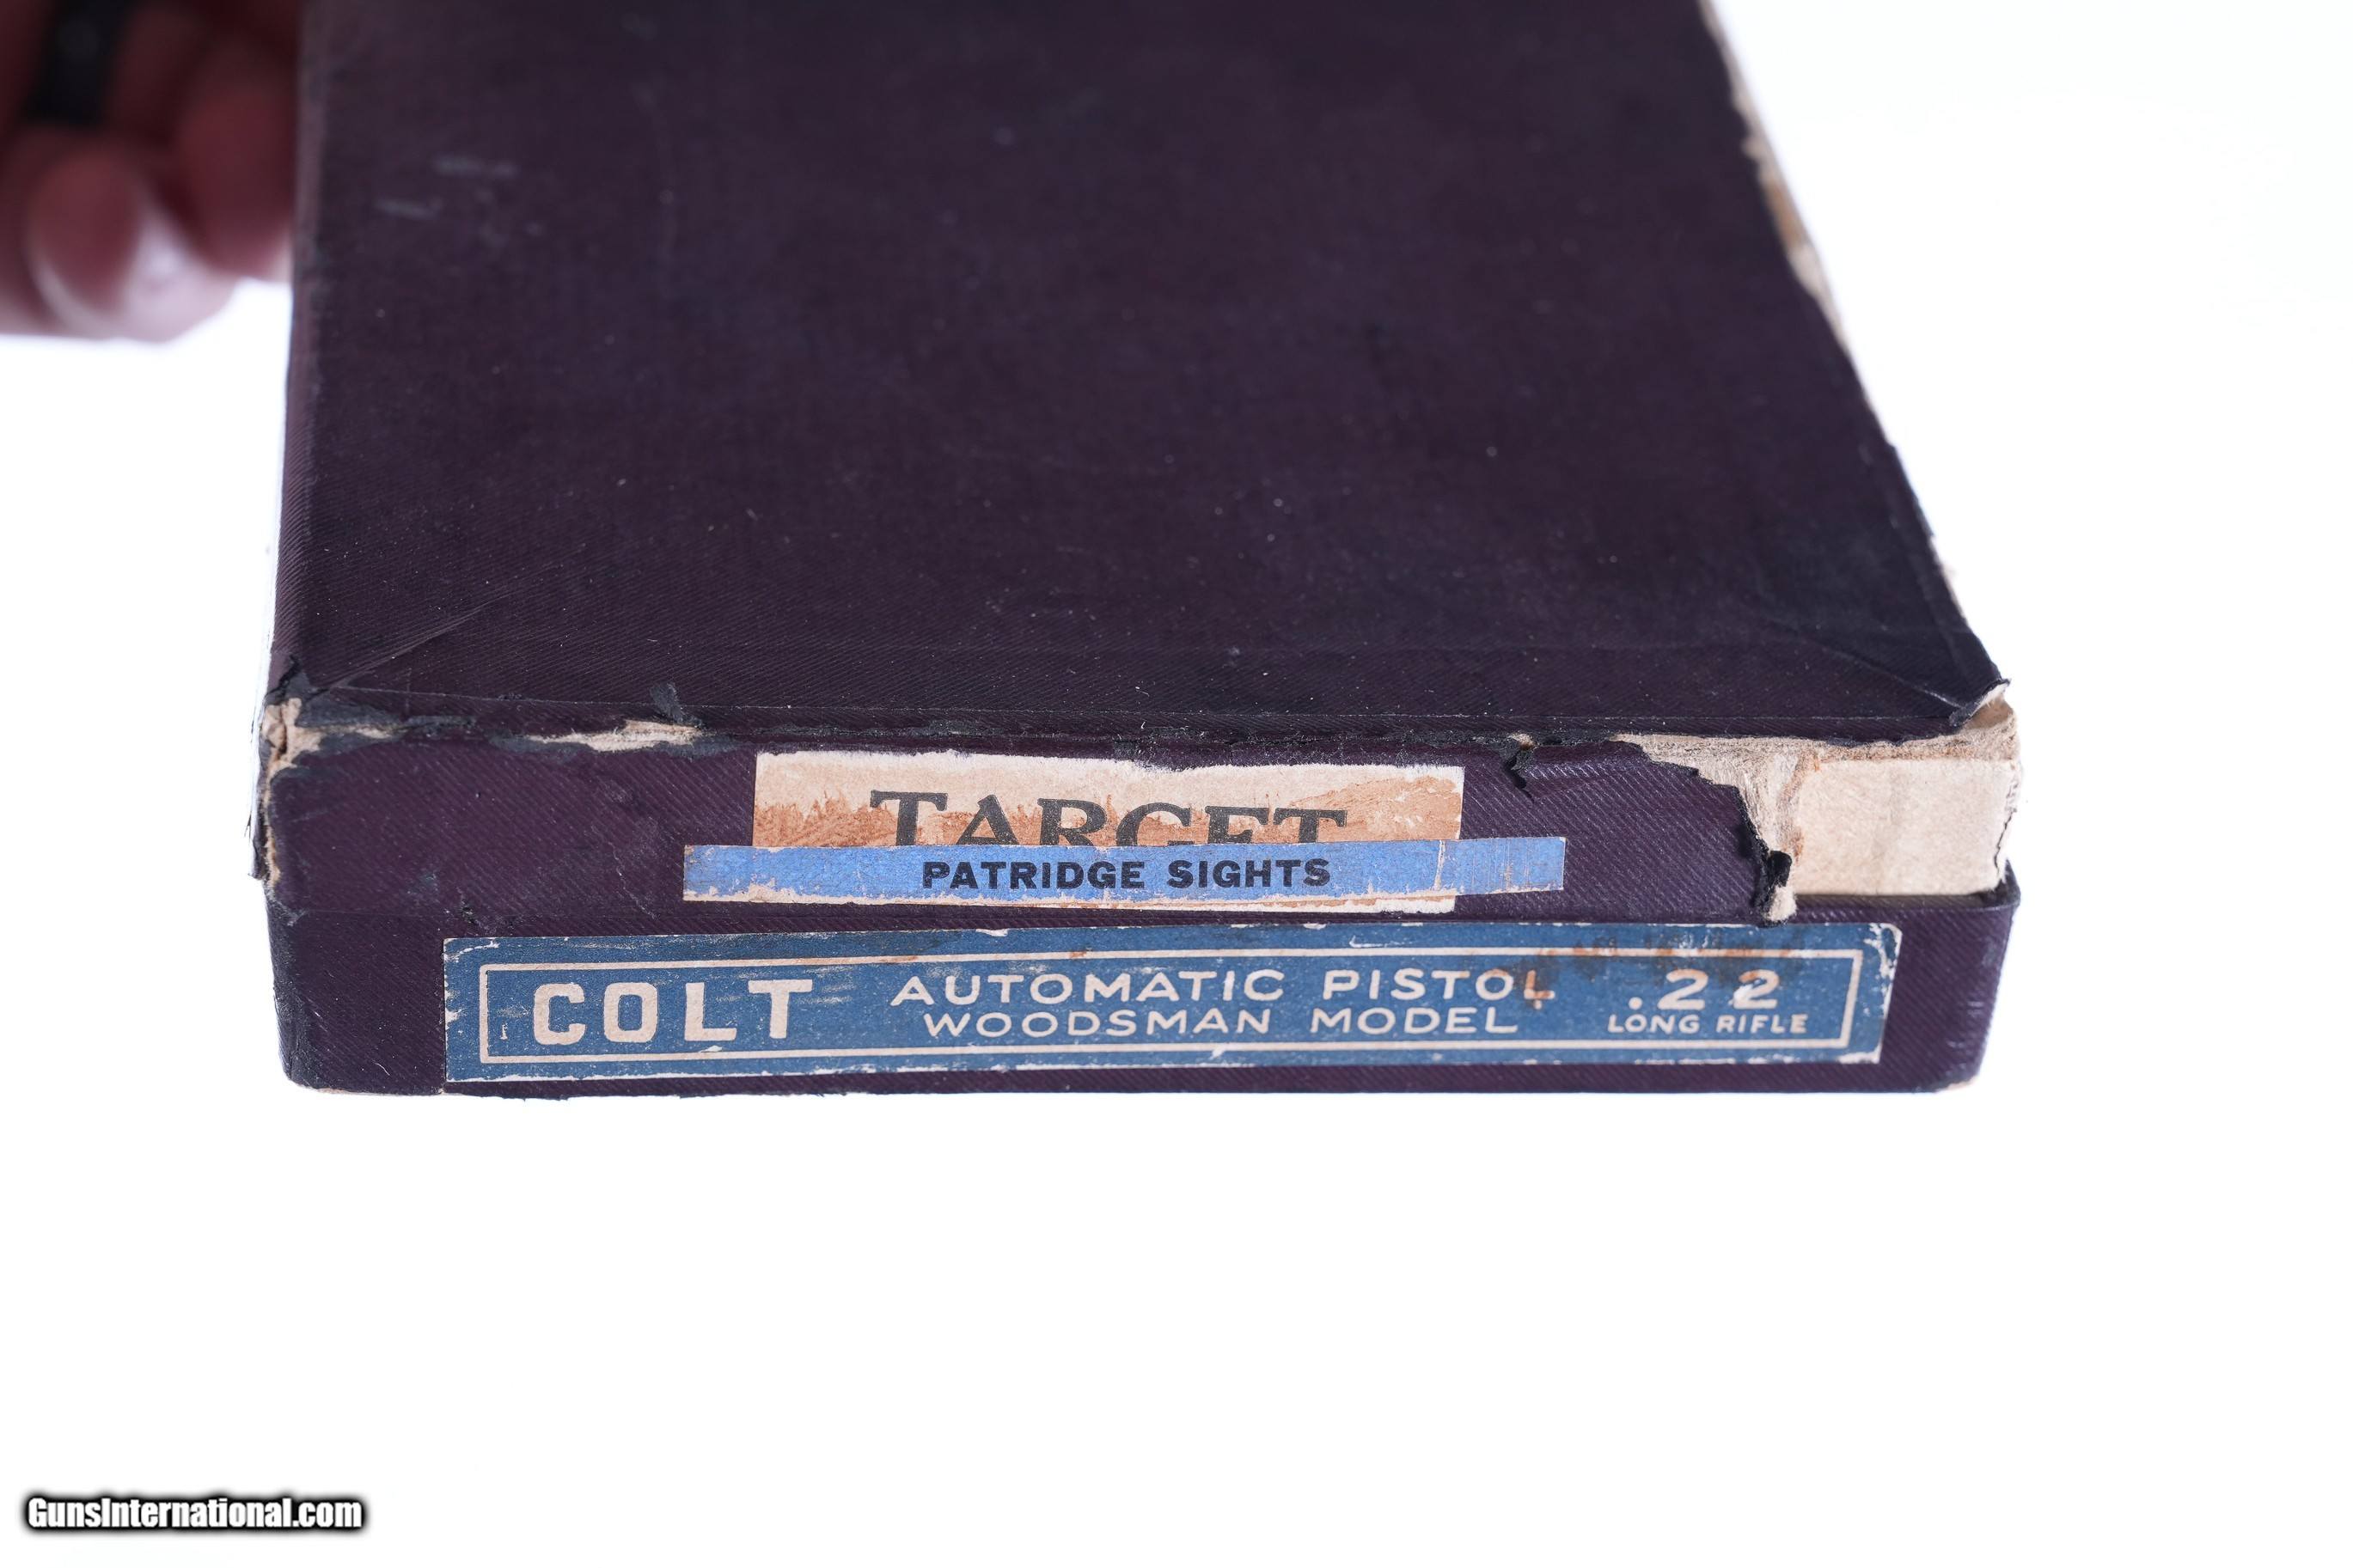 TARGET
PATRIDGE SIGHTS
COLT AUTOMATIC PISTOL .22
WOODSMAN MODEL LONG RIFLE
GunsInternational.com